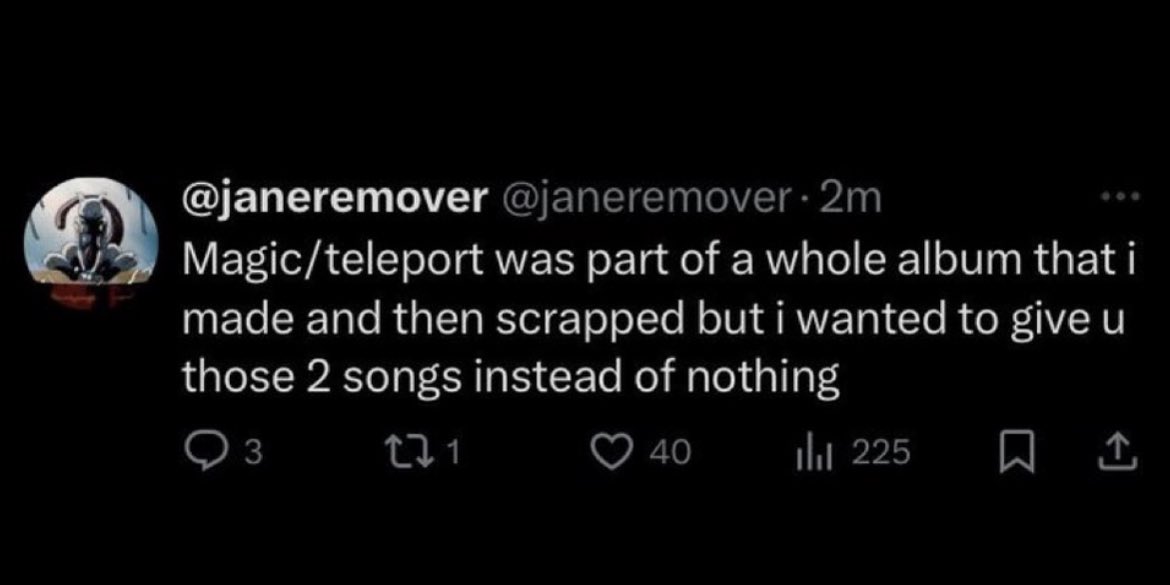 @janeremover @janeremover · 2m
Magic/teleport was part of a whole album that i
made and then scrapped but i wanted to give u
those 2 songs instead of nothing
3 1 40 225